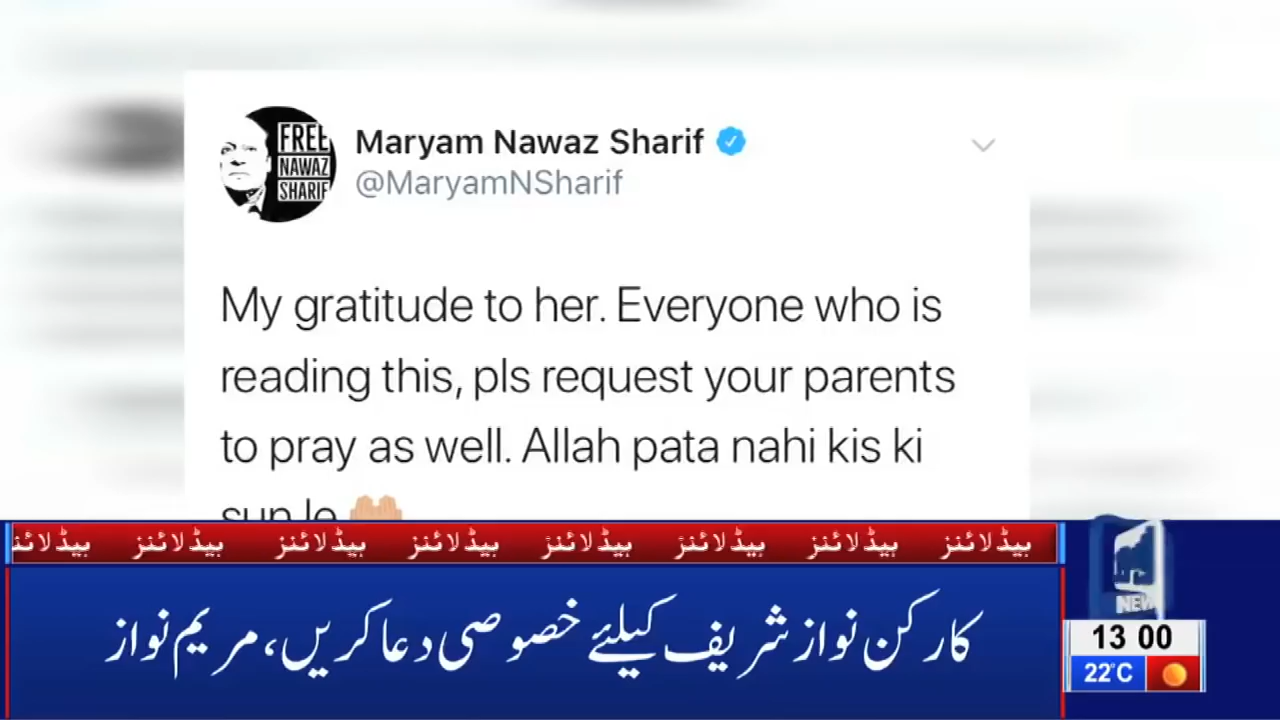 FREE
NAWAZ
SHARIF
Maryam Nawaz Sharif
@MaryamNSharif
My gratitude to her. Everyone who is
reading this, pls request your parents
to pray as well. Allah pata nahi kis ki
sun le 🤲🏼
ہیڈلائنز ہیڈلائنز ہیڈلائنز ہیڈلائنز ہیڈلائنز ہیڈلائنز ہیڈلائنز ہیڈلائنز
کارکن نواز شریف کیلئے خصوصی دعا کریں، مریم نواز
NEWS
13 00
22°C